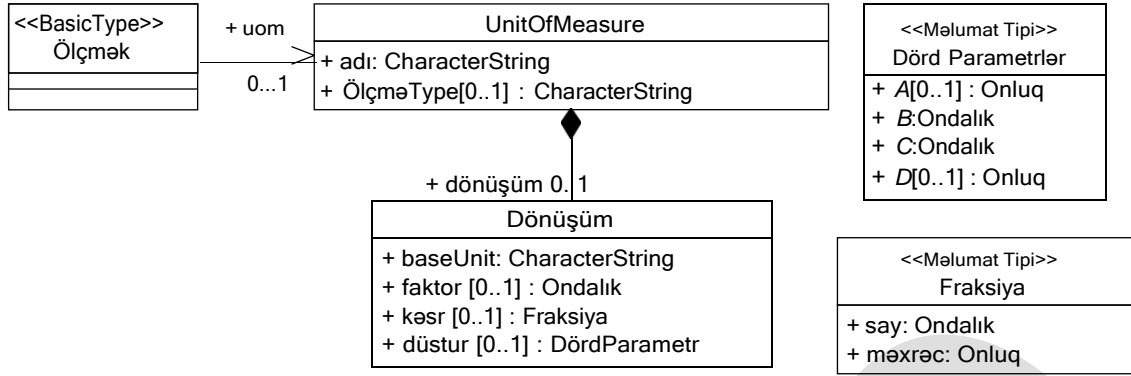 <<BasicType>>
Ölçmək
+ uom
0...1
UnitOfMeasure
+ adı: CharacterString
+ ÖlçməType[0..1] : CharacterString
<<Məlumat Tipi>>
Dörd Parametrlər
+ A[0..1] : Onluq
+ B:Ondalık
+ C:Ondalık
+ D[0..1] : Onluq
+ dönüşüm 0..1
Dönüşüm
+ baseUnit: CharacterString
+ faktor [0..1] : Ondalık
+ kəsr [0..1] : Fraksiya
+ düstur [0..1] : DördParametr
<<Məlumat Tipi>>
Fraksiya
+ say: Ondalık
+ məxrəc: Onluq